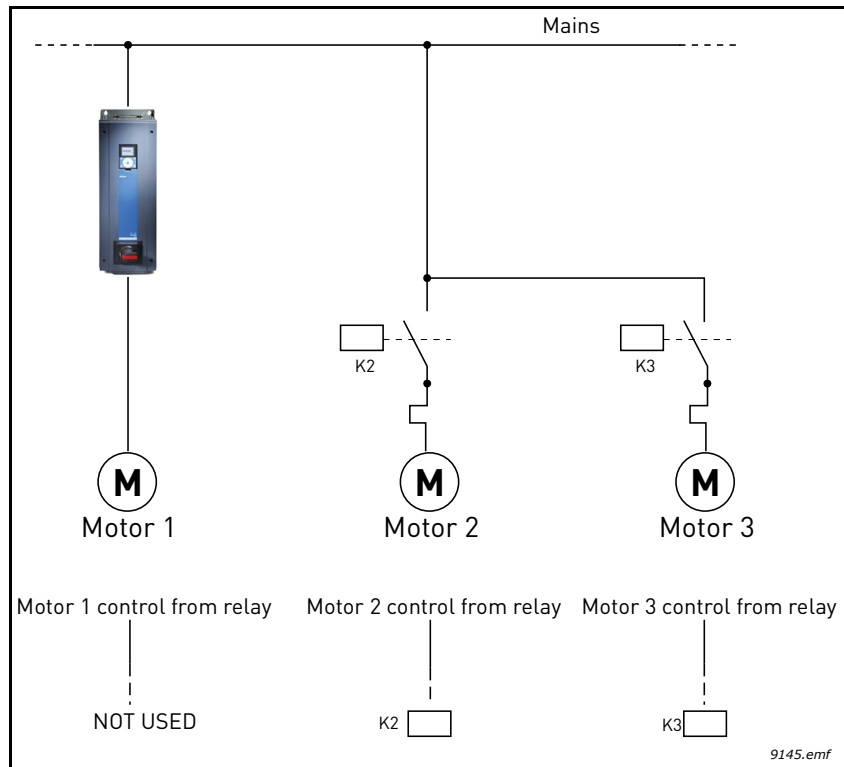 Mains
K2
K3
M
M
M
Motor 1
Motor 2
Motor 3
Motor 1 control from relay
Motor 2 control from relay
Motor 3 control from relay
NOT USED
K2
K3
9145.emf